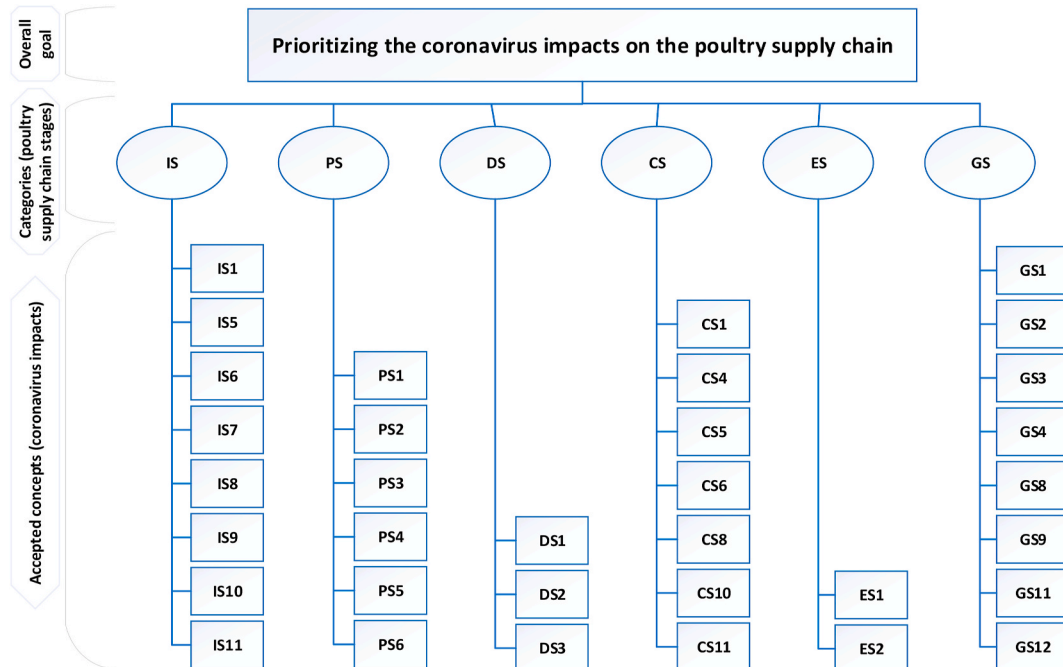 Overall
goal
Prioritizing the coronavirus impacts on the poultry supply chain
Categories (poultry
supply chain stages)
IS
PS
DS
CS
ES
GS
Accepted concepts (coronavirus impacts)
IS1
IS5
IS6
IS7
IS8
IS9
IS10
IS11
PS1
PS2
PS3
PS4
PS5
PS6
DS1
DS2
DS3
CS1
CS4
CS5
CS6
CS8
CS10
CS11
ES1
ES2
GS1
GS2
GS3
GS4
GS8
GS9
GS11
GS12